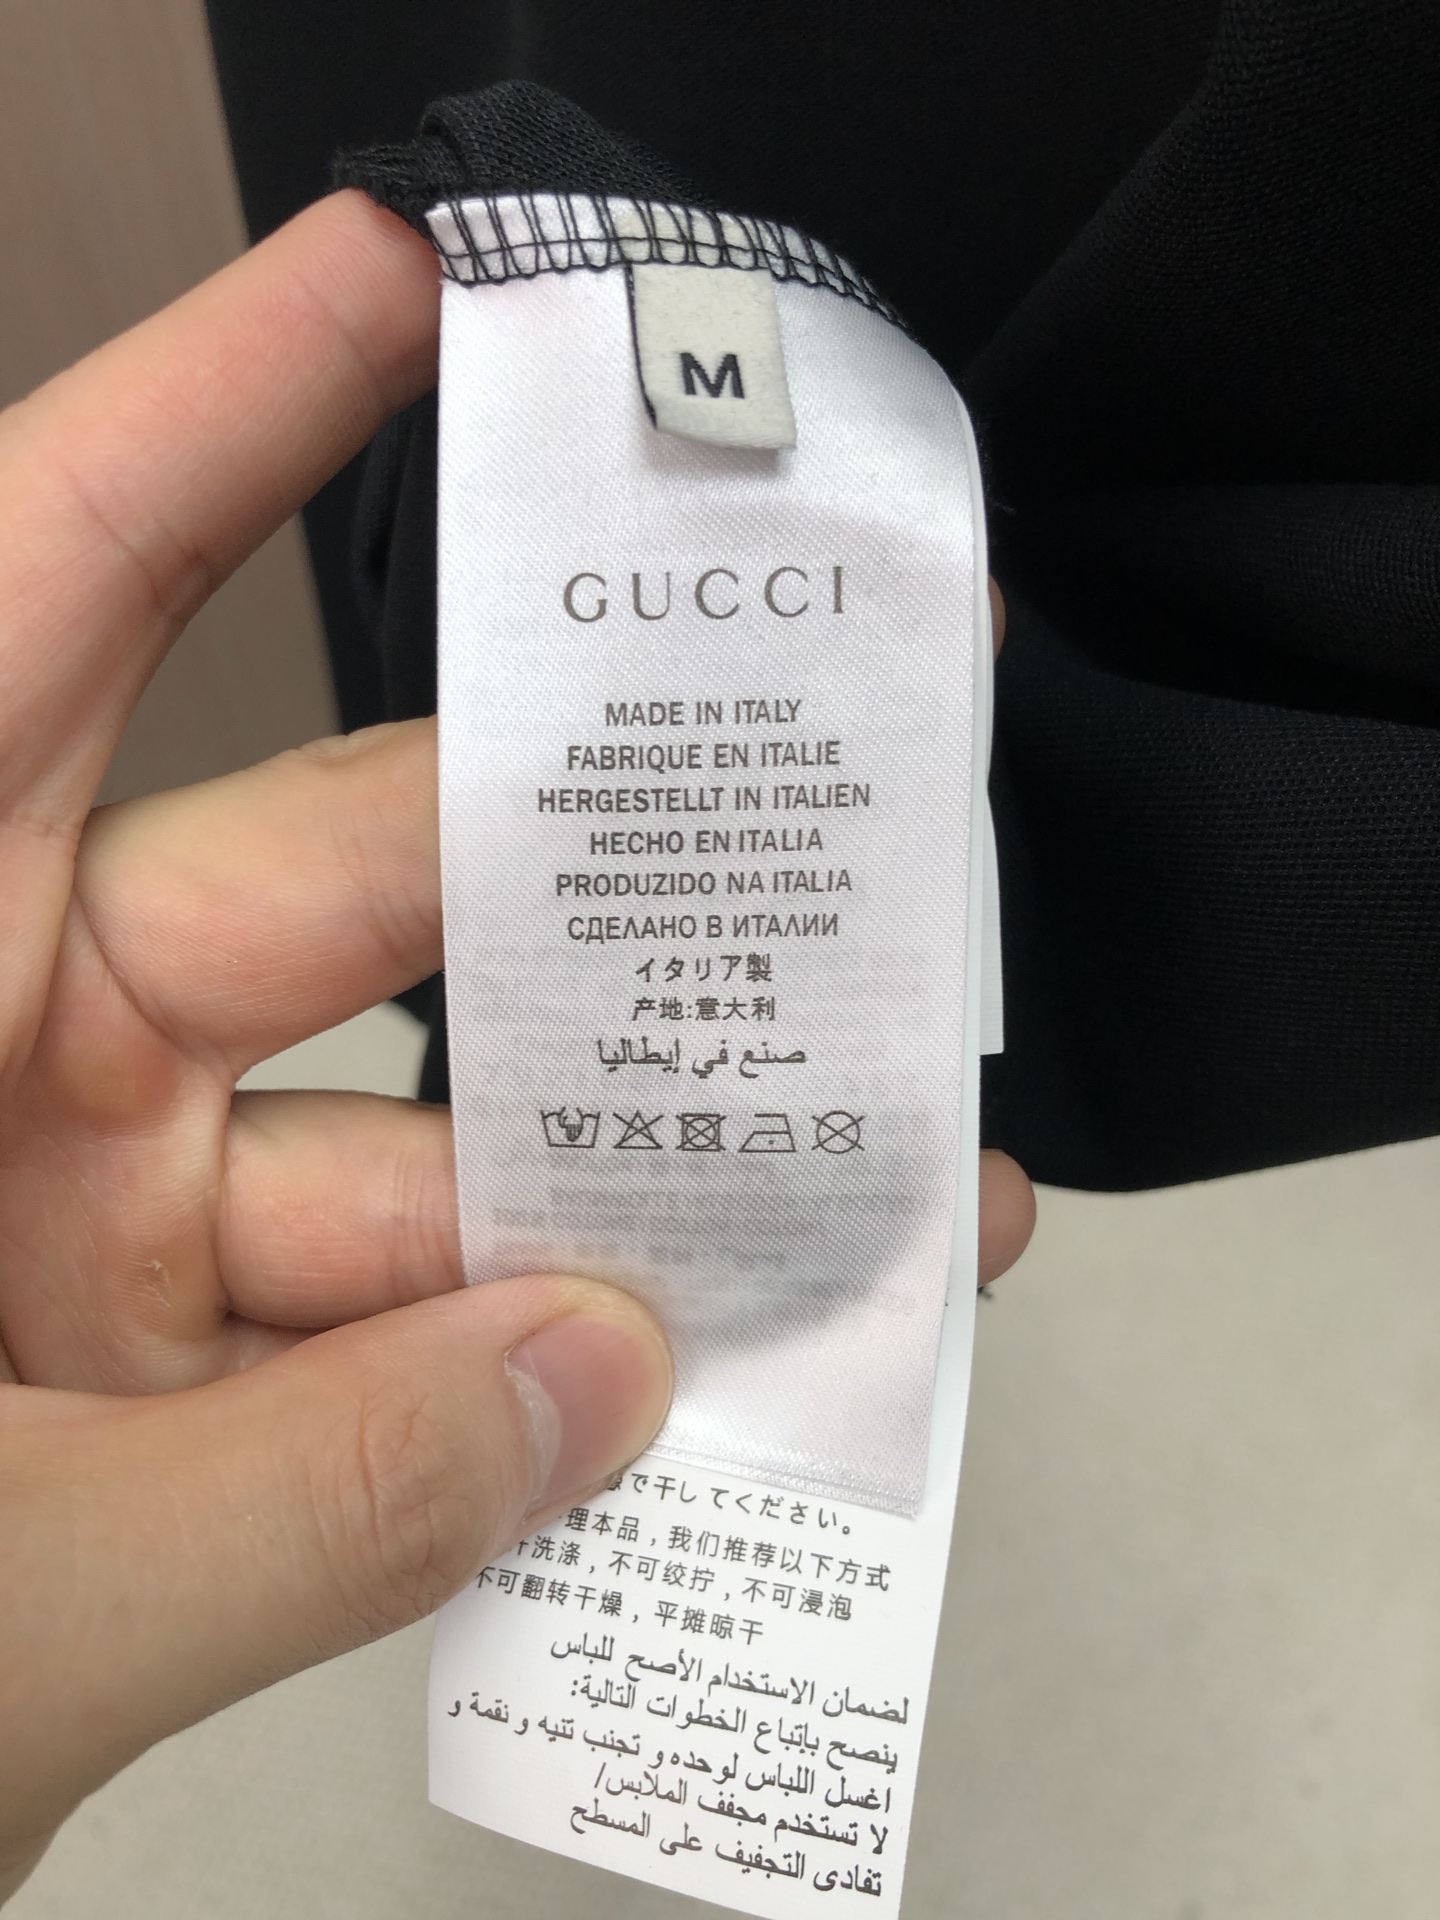 M
GUCCI
MADE IN ITALY
FABRIQUE EN ITALIE
HERGESTELLT IN ITALIEN
HECHO EN ITALIA
PRODUZIDO NA ITALIA
СДЕЛАНО В ИТАЛИИ
イタリア製
产地:意大利
صنع في إيطاليا
で干してください。
理本品，我们推荐以下方式
洗涤，不可绞拧，不可浸泡
不可翻转干燥，平摊晾干
لضمان الاستخدام الأصح للباس
ينصح بإتباع الخطوات التالية:
اغسل اللباس لوحده و تجنب تنيه و نقمة و
لا تستخدم مجفف الملابس/
تفادى التجفيف على المسطح